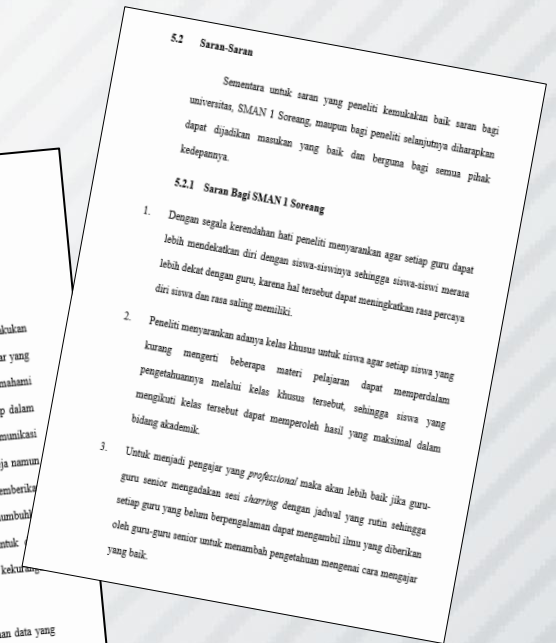 5.2 Saran-Saran
Sementara untuk saran yang peneliti kemukakan baik saran bagi
universitas, SMAN 1 Soreang, maupun bagi peneliti selanjutnya diharapkan
dapat dijadikan masukan yang baik dan berguna bagi semua pihak
kedepannya.
5.2.1 Saran Bagi SMAN 1 Soreang
1. Dengan segala kerendahan hati peneliti menyarankan agar setiap guru dapat
lebih mendekatkan diri dengan siswa-siswinya sehingga siswa-siswi merasa
lebih dekat dengan guru, karena hal tersebut dapat meningkatkan rasa percaya
diri siswa dan rasa saling memiliki.
2. Peneliti menyarankan adanya kelas khusus untuk siswa agar setiap siswa yang
kurang mengerti beberapa materi pelajaran dapat memperdalam
pengetahuannya melalui kelas khusus tersebut, sehingga siswa yang
mengikuti kelas tersebut dapat memperoleh hasil yang maksimal dalam
bidang akademik.
3. Untuk menjadi pengajar yang professional maka akan lebih baik jika guru-
guru senior mengadakan sesi sharring dengan jadwal yang rutin sehingga
setiap guru yang belum berpengalaman dapat mengambil ilmu yang diberikan
oleh guru-guru senior untuk menambah pengetahuan mengenai cara mengajar
yang baik.
yang
dalam
namun
data yang